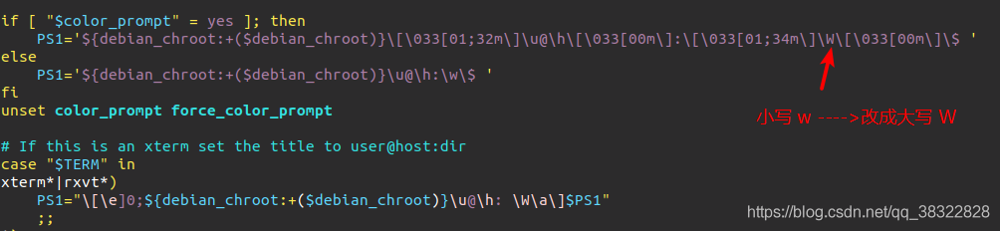 if [ "$color_prompt" = yes ]; then
    PS1='${debian_chroot:+($debian_chroot)}\[\033[01;32m\]\u@\h\[\033[00m\]:\[\033[01;34m\]\W\[\033[00m\]\$ '
else
    PS1='${debian_chroot:+($debian_chroot)}\u@\h:\w\$ '
fi
小写 w ---->改成大写 W
unset color_prompt force_color_prompt
# If this is an xterm set the title to user@host:dir
case "$TERM" in
xterm*|rxvt*)
    PS1="\[\e]0;${debian_chroot:+($debian_chroot)}\u@\h: \W\a\]$PS1"
    ;;
https://blog.csdn.net/qq_38322828